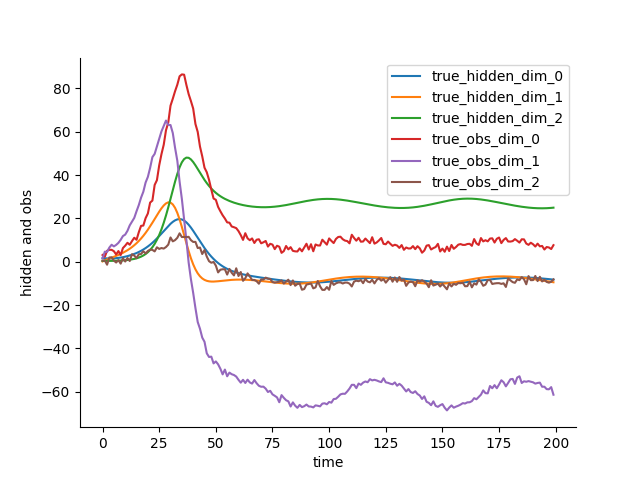 true_hidden_dim_0
true_hidden_dim_1
true_hidden_dim_2
true_obs_dim_0
true_obs_dim_1
true_obs_dim_2
hidden and obs
80
60
40
20
0
−20
−40
−60
0 25 50 75 100 125 150 175 200
time